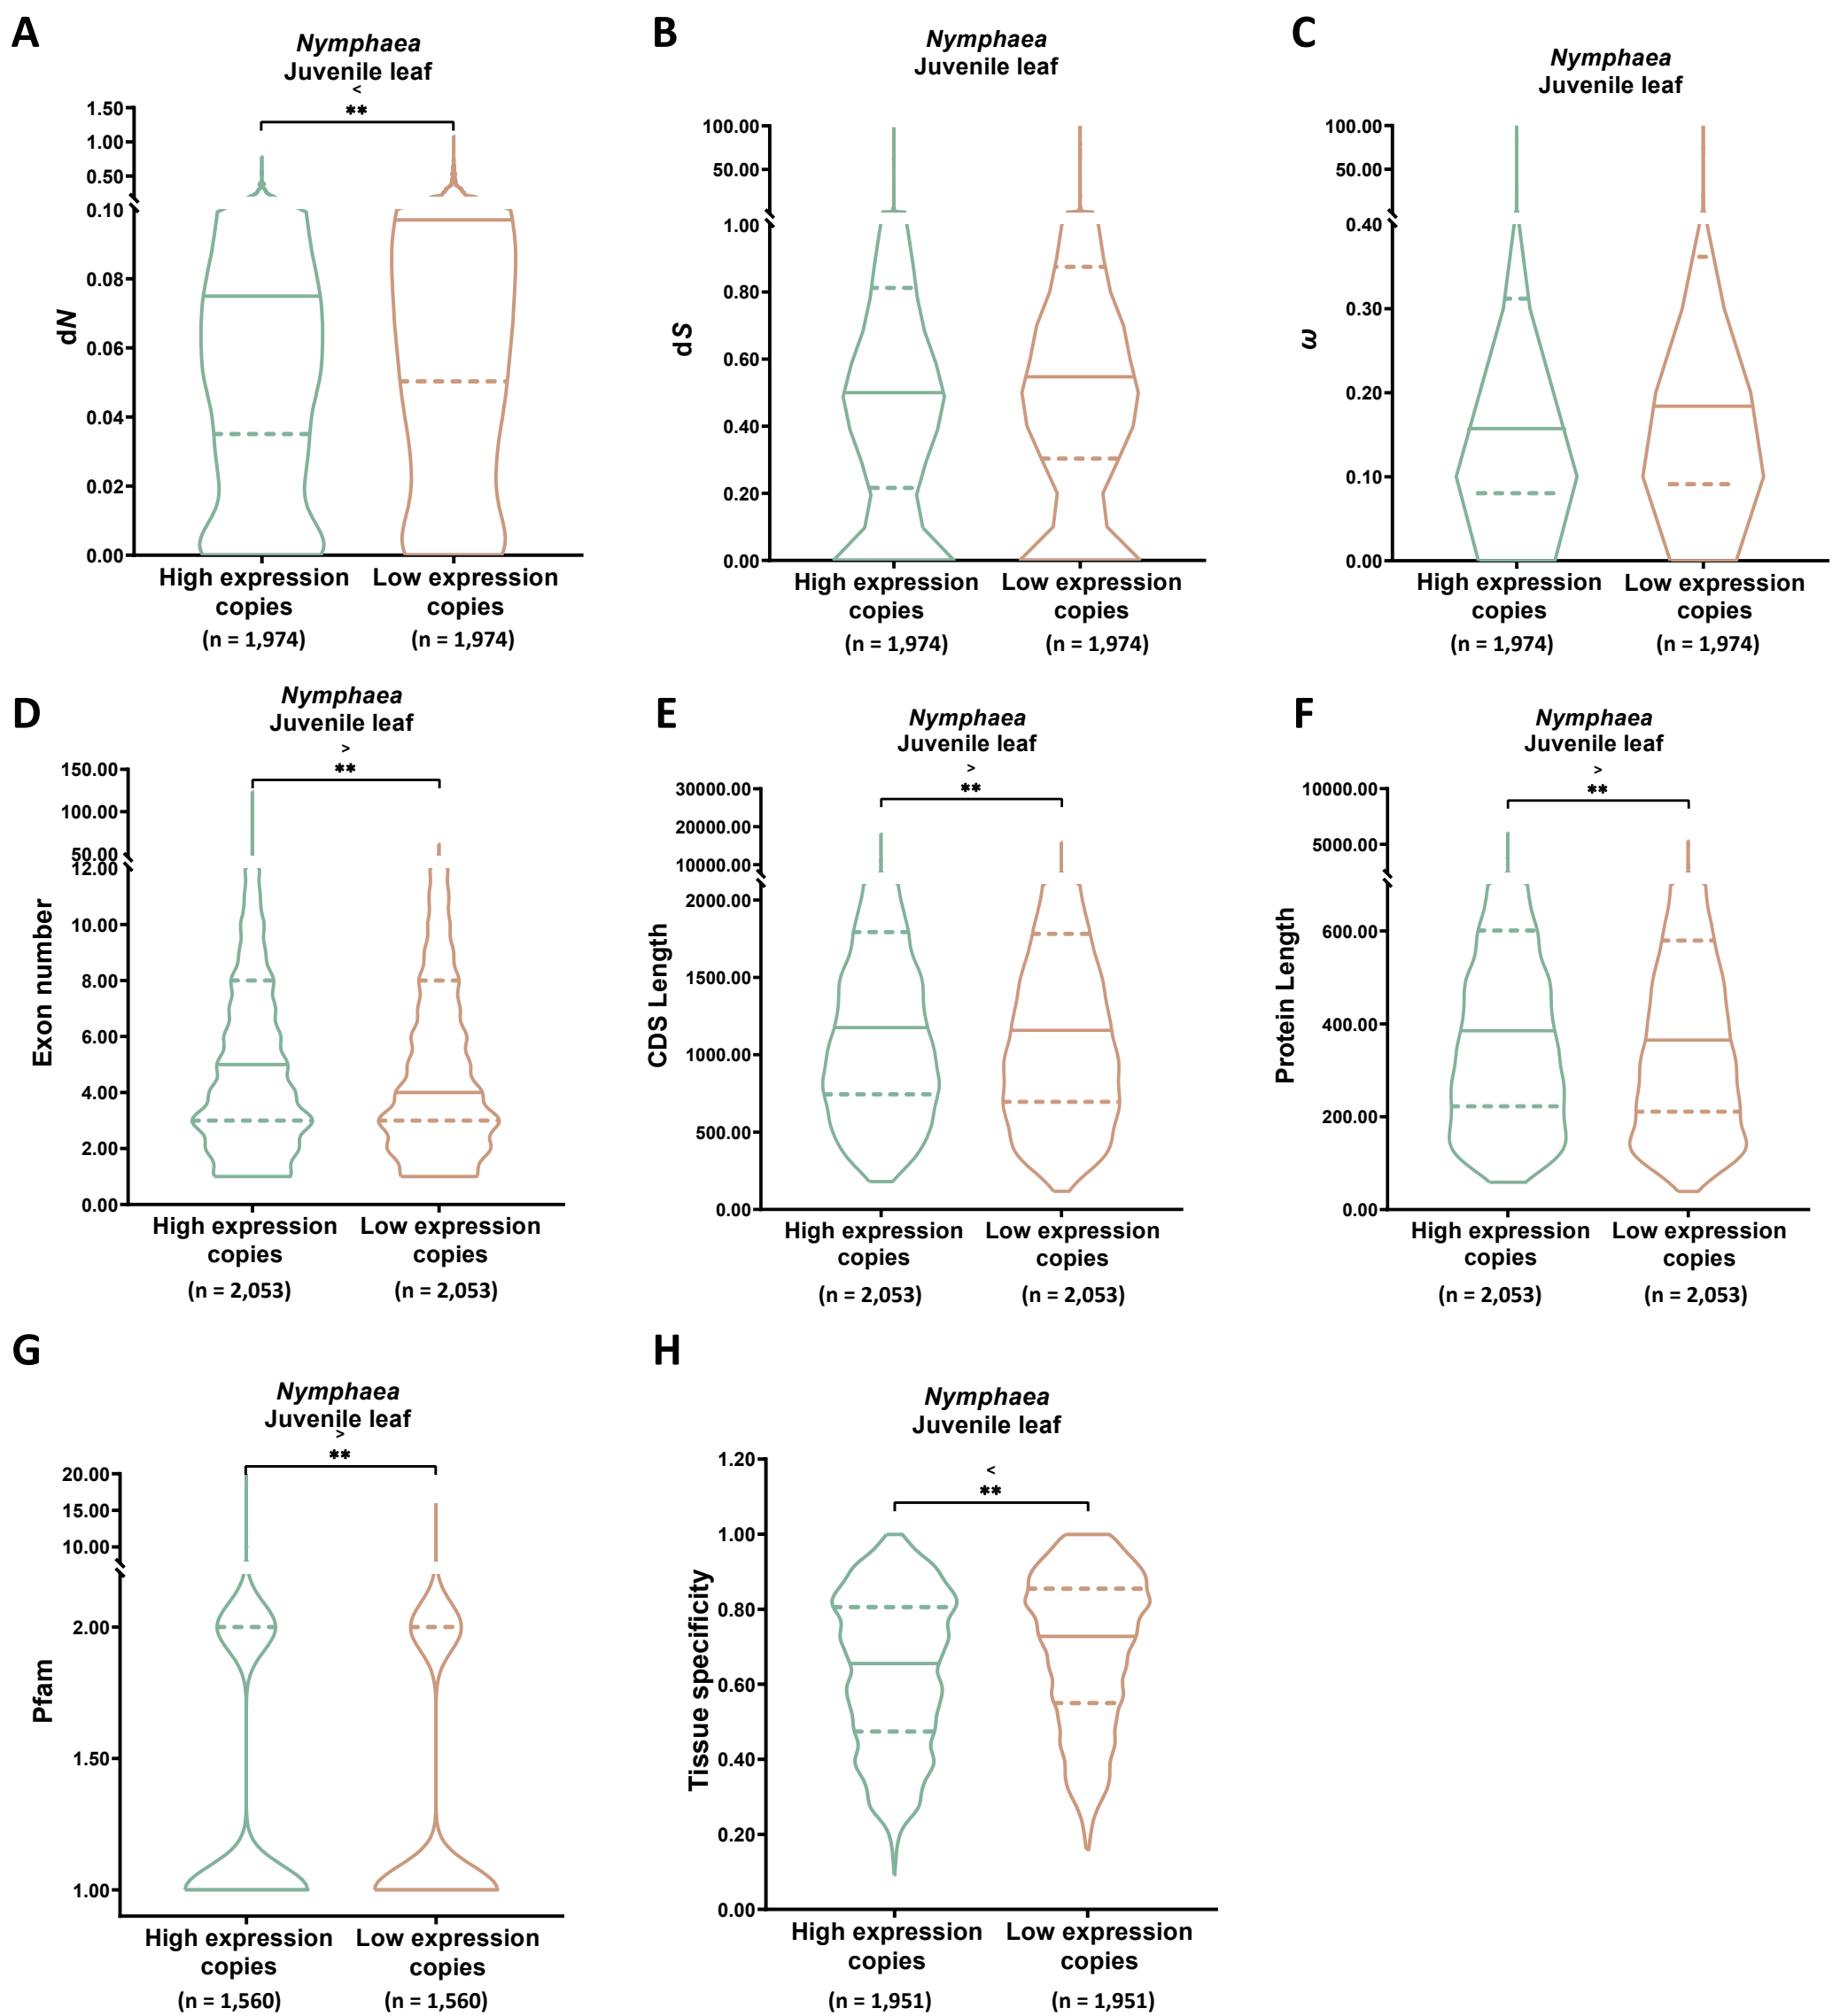 A
Nymphaea
Juvenile leaf
<
**
1.50
1.00
0.50
0.10
0.08
0.06
0.04
0.02
0.00
dN
High expression copies
(n = 1,974)
Low expression copies
(n = 1,974)
B
Nymphaea
Juvenile leaf
100.00
50.00
1.00
0.80
0.60
0.40
0.20
0.00
dS
High expression copies
(n = 1,974)
Low expression copies
(n = 1,974)
C
Nymphaea
Juvenile leaf
100.00
50.00
0.40
0.30
0.20
0.10
0.00
ω
High expression copies
(n = 1,974)
Low expression copies
(n = 1,974)
D
Nymphaea
Juvenile leaf
>
**
150.00
100.00
50.00
12.00
10.00
8.00
6.00
4.00
2.00
0.00
Exon number
High expression copies
(n = 2,053)
Low expression copies
(n = 2,053)
E
Nymphaea
Juvenile leaf
>
**
30000.00
20000.00
10000.00
2000.00
1500.00
1000.00
500.00
0.00
CDS Length
High expression copies
(n = 2,053)
Low expression copies
(n = 2,053)
F
Nymphaea
Juvenile leaf
>
**
10000.00
5000.00
600.00
400.00
200.00
0.00
Protein Length
High expression copies
(n = 2,053)
Low expression copies
(n = 2,053)
G
Nymphaea
Juvenile leaf
>
**
20.00
15.00
10.00
2.00
1.50
1.00
Pfam
High expression copies
(n = 1,560)
Low expression copies
(n = 1,560)
H
Nymphaea
Juvenile leaf
<
**
1.20
1.00
0.80
0.60
0.40
0.20
0.00
Tissue specificity
High expression copies
(n = 1,951)
Low expression copies
(n = 1,951)